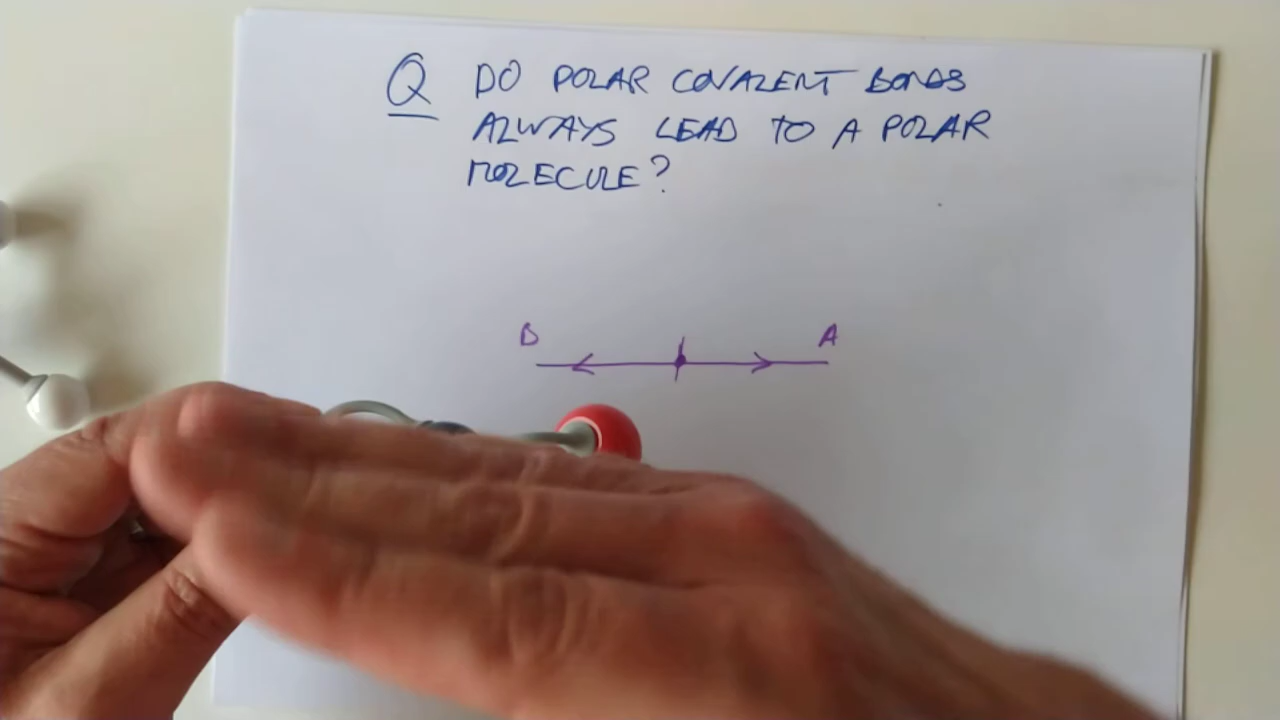 Q DO POLAR COVALENT BONDS
ALWAYS LEAD TO A POLAR
MOLECULE?
B A